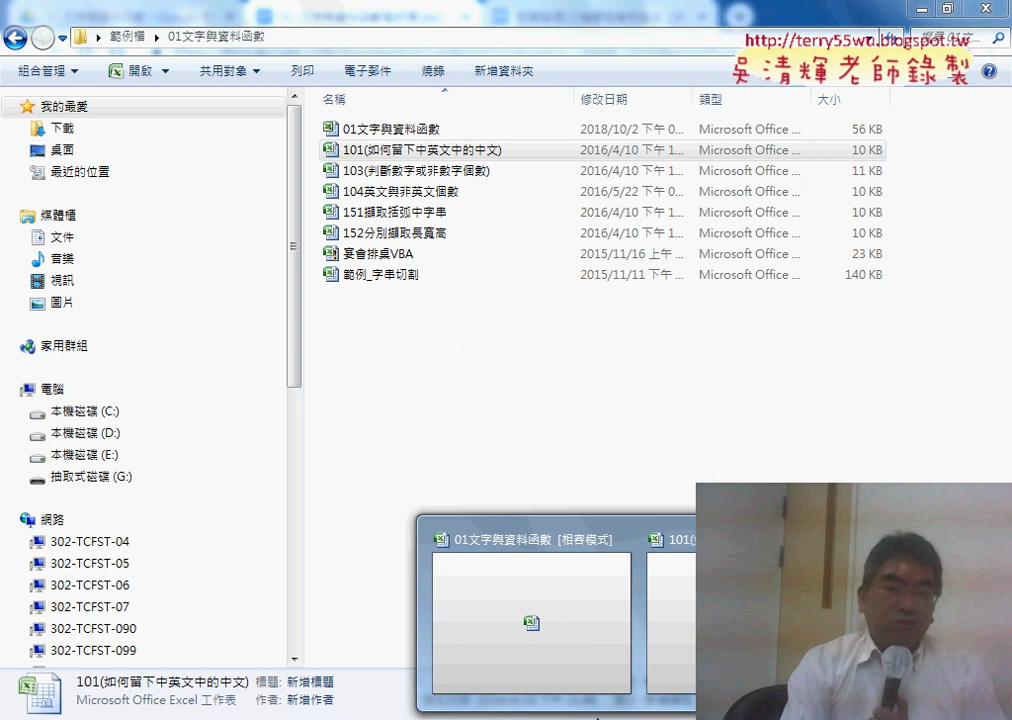 範例檔 ▸ 01文字與資料函數
http://terry55wu.blogspot.tw
吳清輝老師錄製
組合管理 開啟 共用對象 列印 電子郵件 燒錄 新增資料夾
名稱 修改日期 類型 大小
我的最愛
下載
桌面
最近的位置
媒體櫃
文件
音樂
視訊
圖片
家用群組
電腦
本機磁碟 (C:)
本機磁碟 (D:)
本機磁碟 (E:)
抽取式磁碟 (G:)
網路
302-TCFST-04
302-TCFST-05
302-TCFST-06
302-TCFST-07
302-TCFST-090
302-TCFST-099
01文字與資料函數 2018/10/2 下午 0... Microsoft Office ... 56 KB
101(如何留下中英文中的中文) 2016/4/10 下午 1... Microsoft Office ... 10 KB
103(判斷數字或非數字個數) 2016/4/10 下午 1... Microsoft Office ... 11 KB
104英文與非英文個數 2016/5/22 下午 0... Microsoft Office ... 10 KB
151擷取括弧中字串 2016/4/10 下午 1... Microsoft Office ... 10 KB
152分別擷取長寬高 2016/4/10 下午 1... Microsoft Office ... 10 KB
宴會排桌VBA 2015/11/16 上午 ... Microsoft Office ... 23 KB
範例_字串切割 2015/11/11 下午 ... Microsoft Office ... 140 KB
01文字與資料函數 [相容模式]
101(
101(如何留下中英文中的中文) 標題: 新增標題
Microsoft Office Excel 工作表 作者: 新增作者